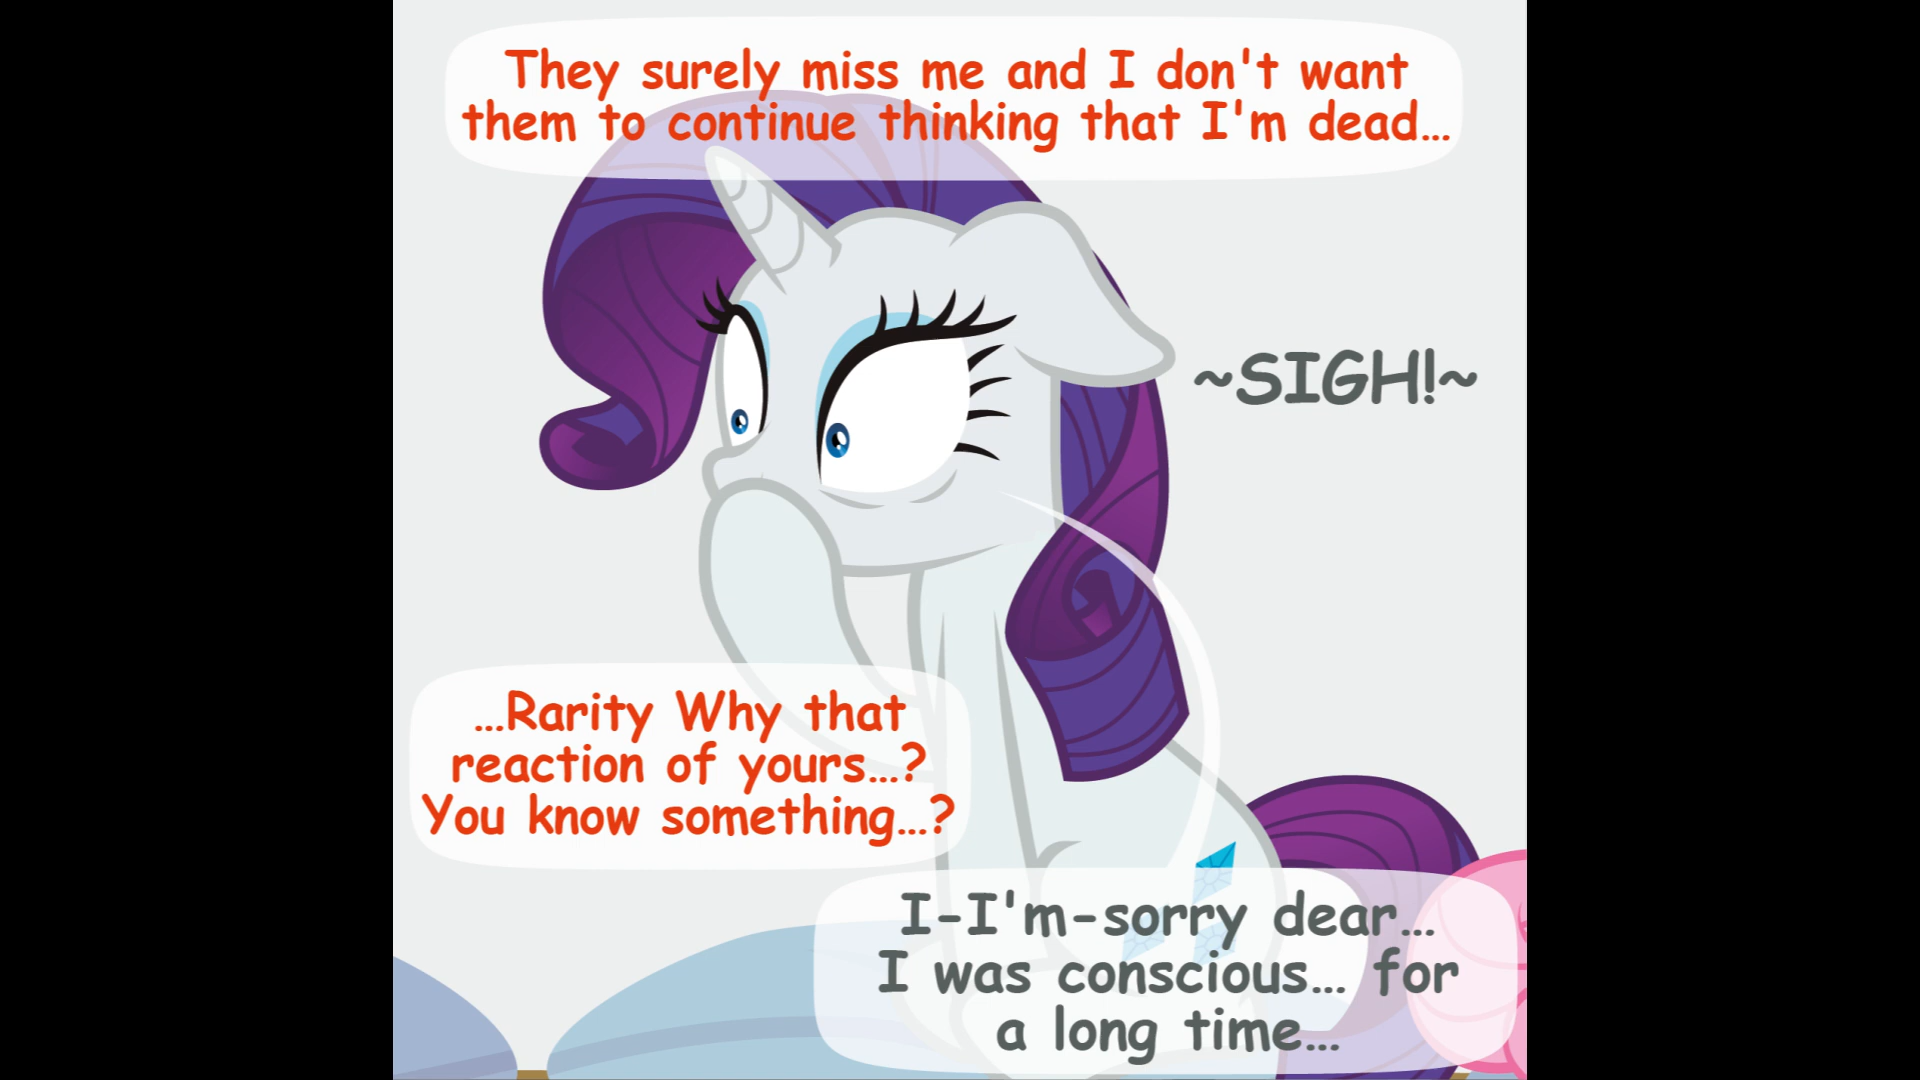 They surely miss me and I don't want
them to continue thinking that I'm dead...
~SIGH!~
...Rarity Why that
reaction of yours...?
You know something...?
I-I'm-sorry dear...
I was conscious... for
a long time...